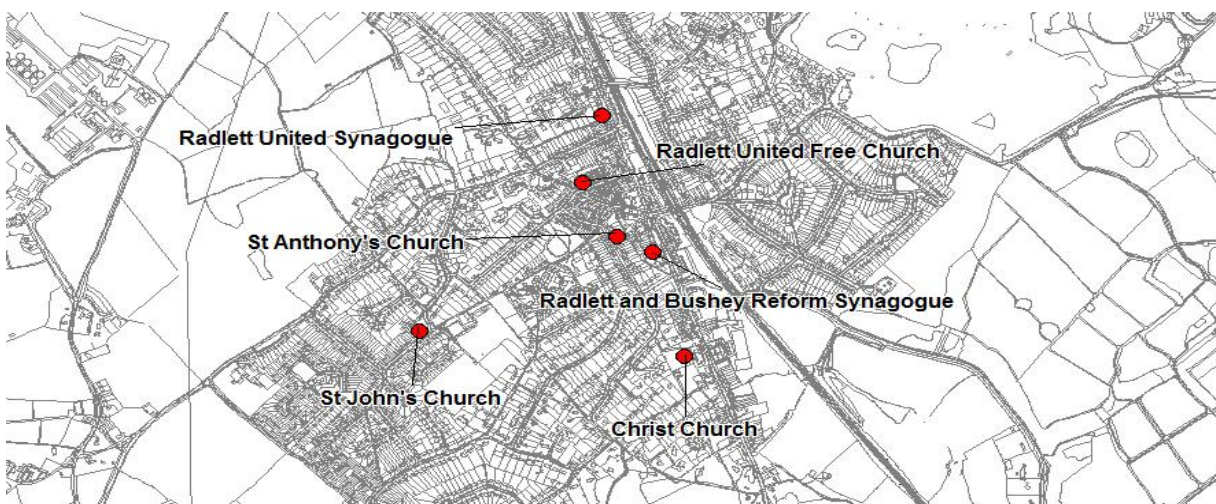 Radlett United Synagogue
Radlett United Free Church
St Anthony's Church
Radlett and Bushey Reform Synagogue
St John's Church
Christ Church